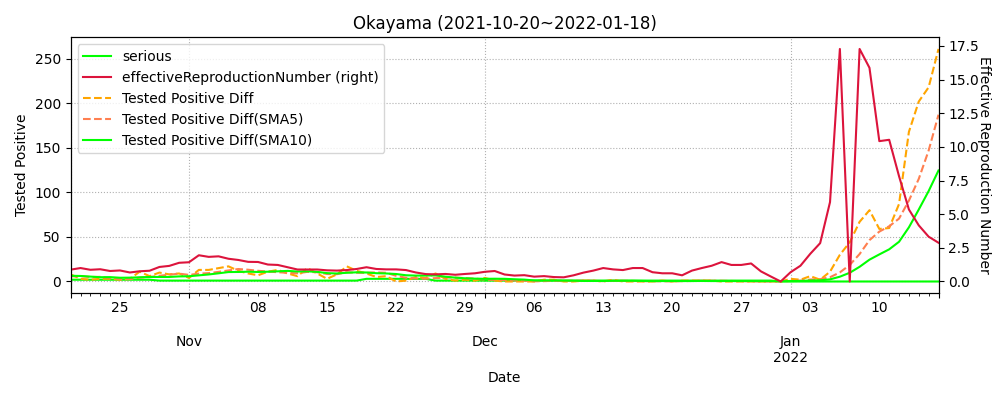 Okayama (2021-10-20~2022-01-18)
serious
effectiveReproductionNumber (right)
Tested Positive Diff
Tested Positive Diff(SMA5)
Tested Positive Diff(SMA10)
Tested Positive
250
200
150
100
50
0
17.5
15.0
12.5
10.0
7.5
5.0
2.5
0.0
Effective Reproduction Number
25 08 15 22 29 06 13 20 27 03 10
Nov Dec Jan
2022
Date